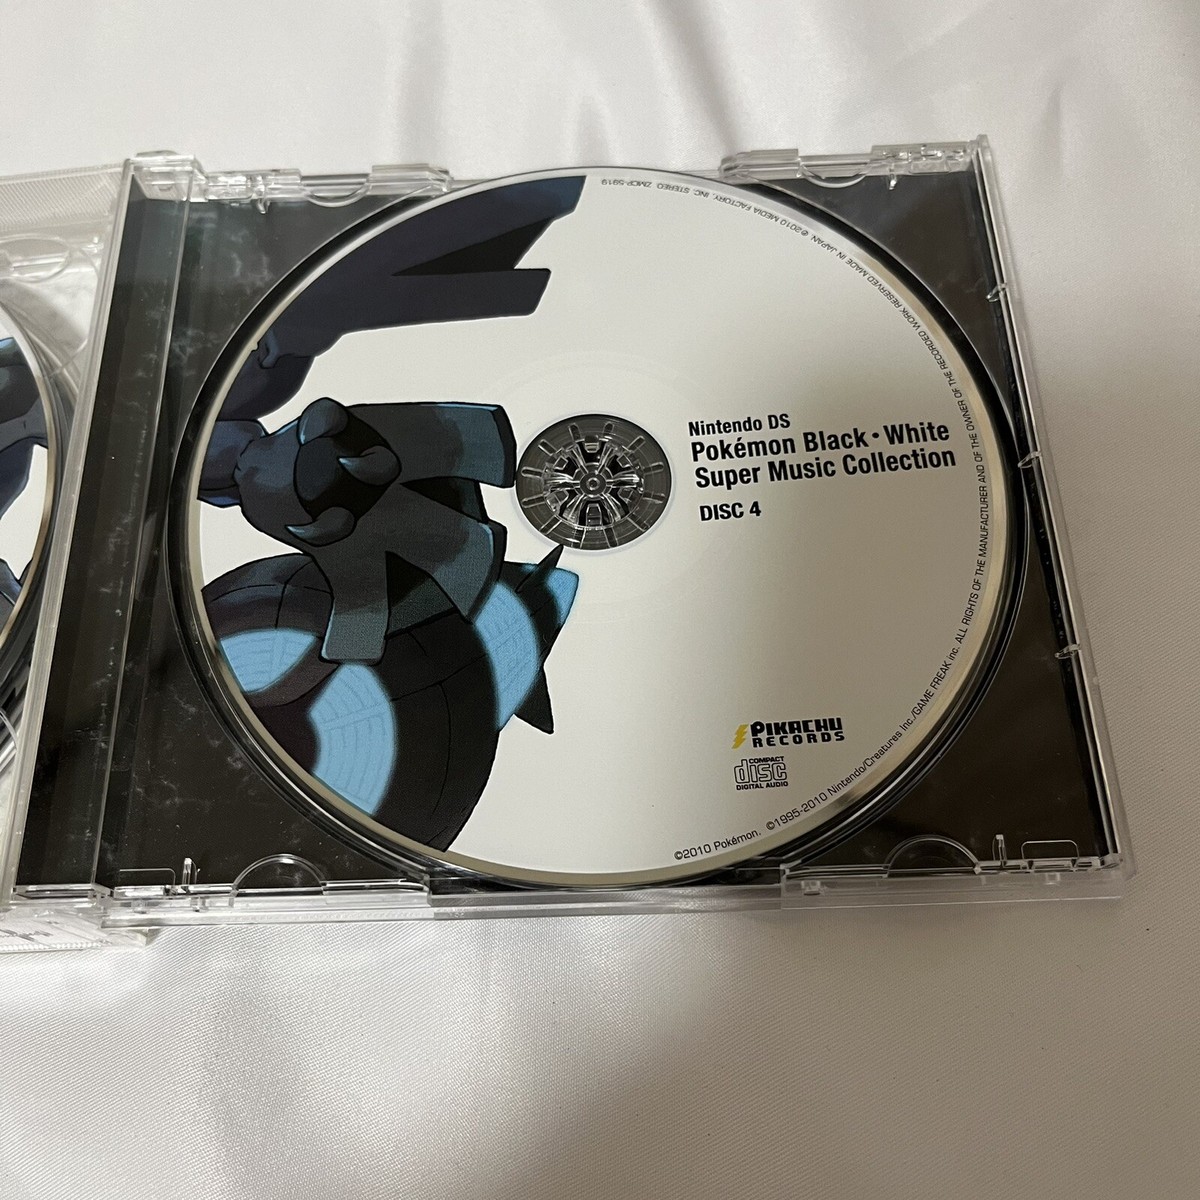 Nintendo DS
Pokémon Black・White
Super Music Collection
DISC 4
PIKACHU
RECORDS
COMPACT
disc
DIGITAL AUDIO
©2010 Pokémon. ©1995-2010 Nintendo/Creatures Inc./GAME FREAK inc. ALL RIGHTS OF THE MANUFACTURER AND OF THE OWNER OF THE RECORDED WORK RESERVED MADE IN JAPAN ℗2010 MEDIA FACTORY, INC. STEREO ZMCP-5919